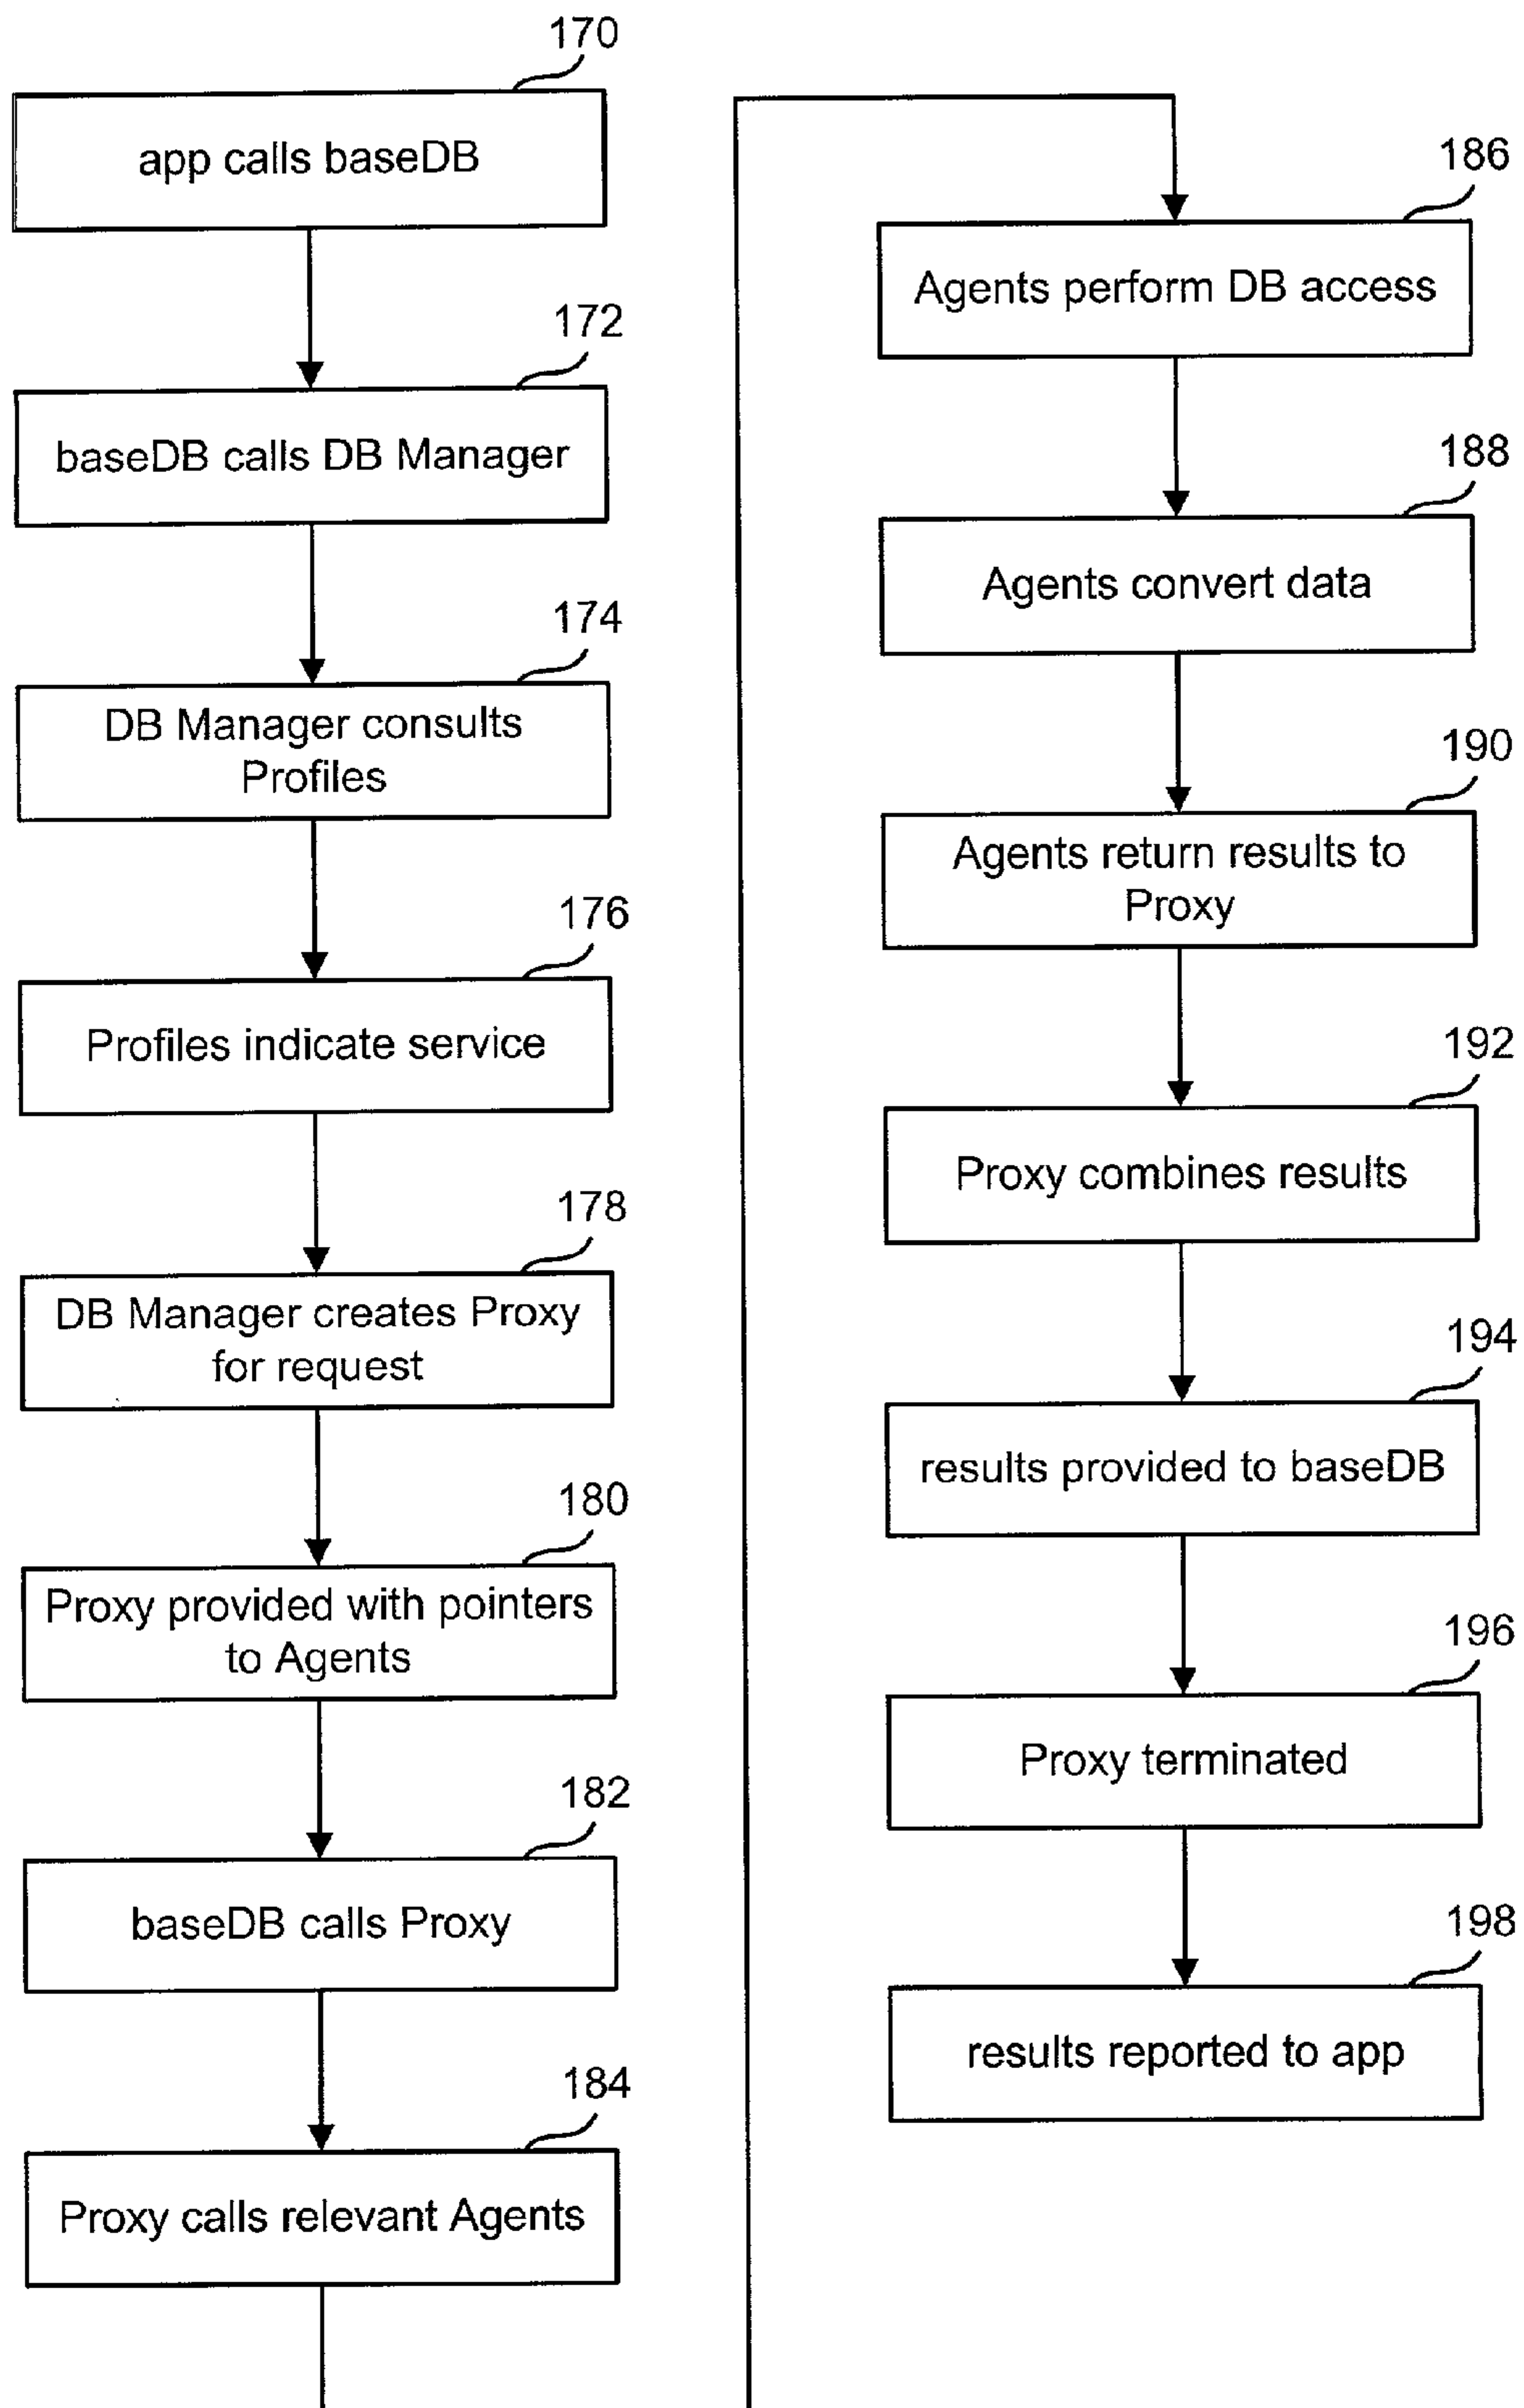 170
app calls baseDB
172
baseDB calls DB Manager
174
DB Manager consults
Profiles
176
Profiles indicate service
178
DB Manager creates Proxy
for request
180
Proxy provided with pointers
to Agents
182
baseDB calls Proxy
184
Proxy calls relevant Agents
186
Agents perform DB access
188
Agents convert data
190
Agents return results to
Proxy
192
Proxy combines results
194
results provided to baseDB
196
Proxy terminated
198
results reported to app